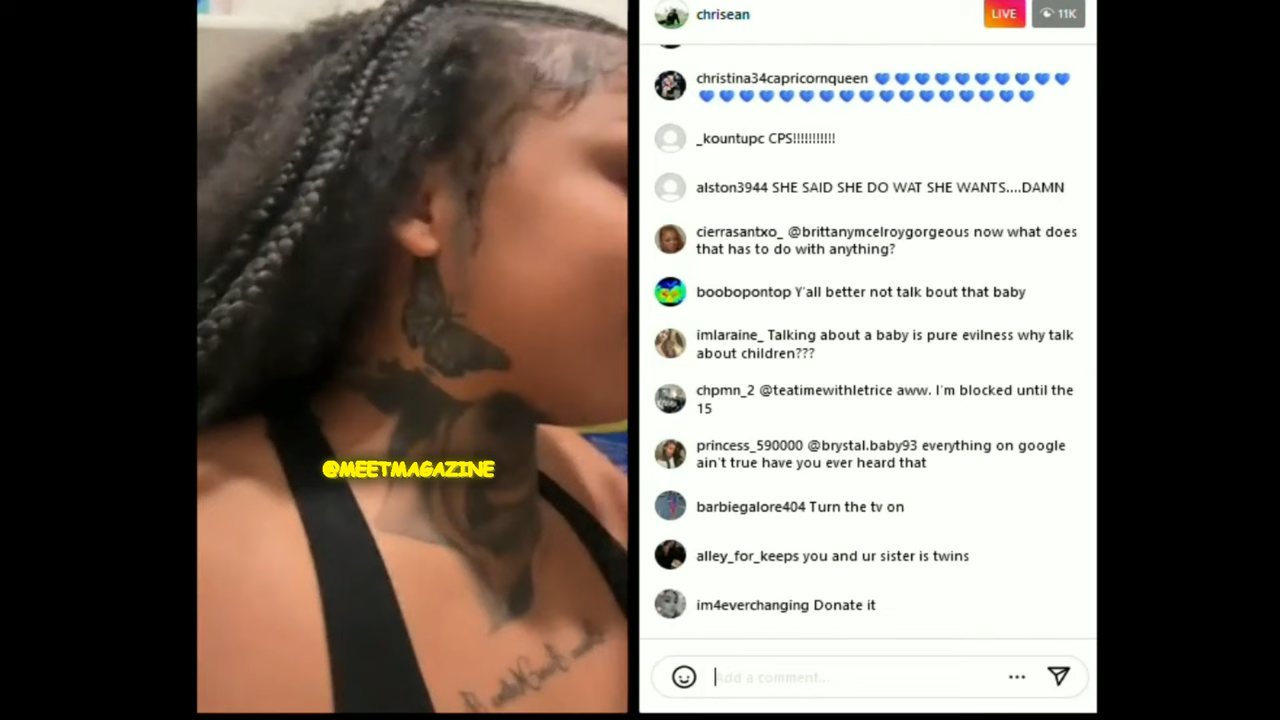 chrisean
LIVE
11K
christina34capricornqueen 💙💙💙💙💙💙💙💙💙💙
💙💙💙💙💙💙💙💙💙💙💙💙💙💙💙💙💙
_kountupc CPS!!!!!!!!!!!
alston3944 SHE SAID SHE DO WAT SHE WANTS....DAMN
cierrasantxo_ @brittanymcelroygorgeous now what does
that has to do with anything?
boobopontop Y'all better not talk bout that baby
imlaraine_ Talking about a baby is pure evilness why talk
about children???
chpmn_2 @teatimewithletrice aww. I'm blocked until the
15
princess_590000 @brystal.baby93 everything on google
ain't true have you ever heard that
@MEETMAGAZINE
barbiegalore404 Turn the tv on
alley_for_keeps you and ur sister is twins
im4everchanging Donate it
Add a comment...